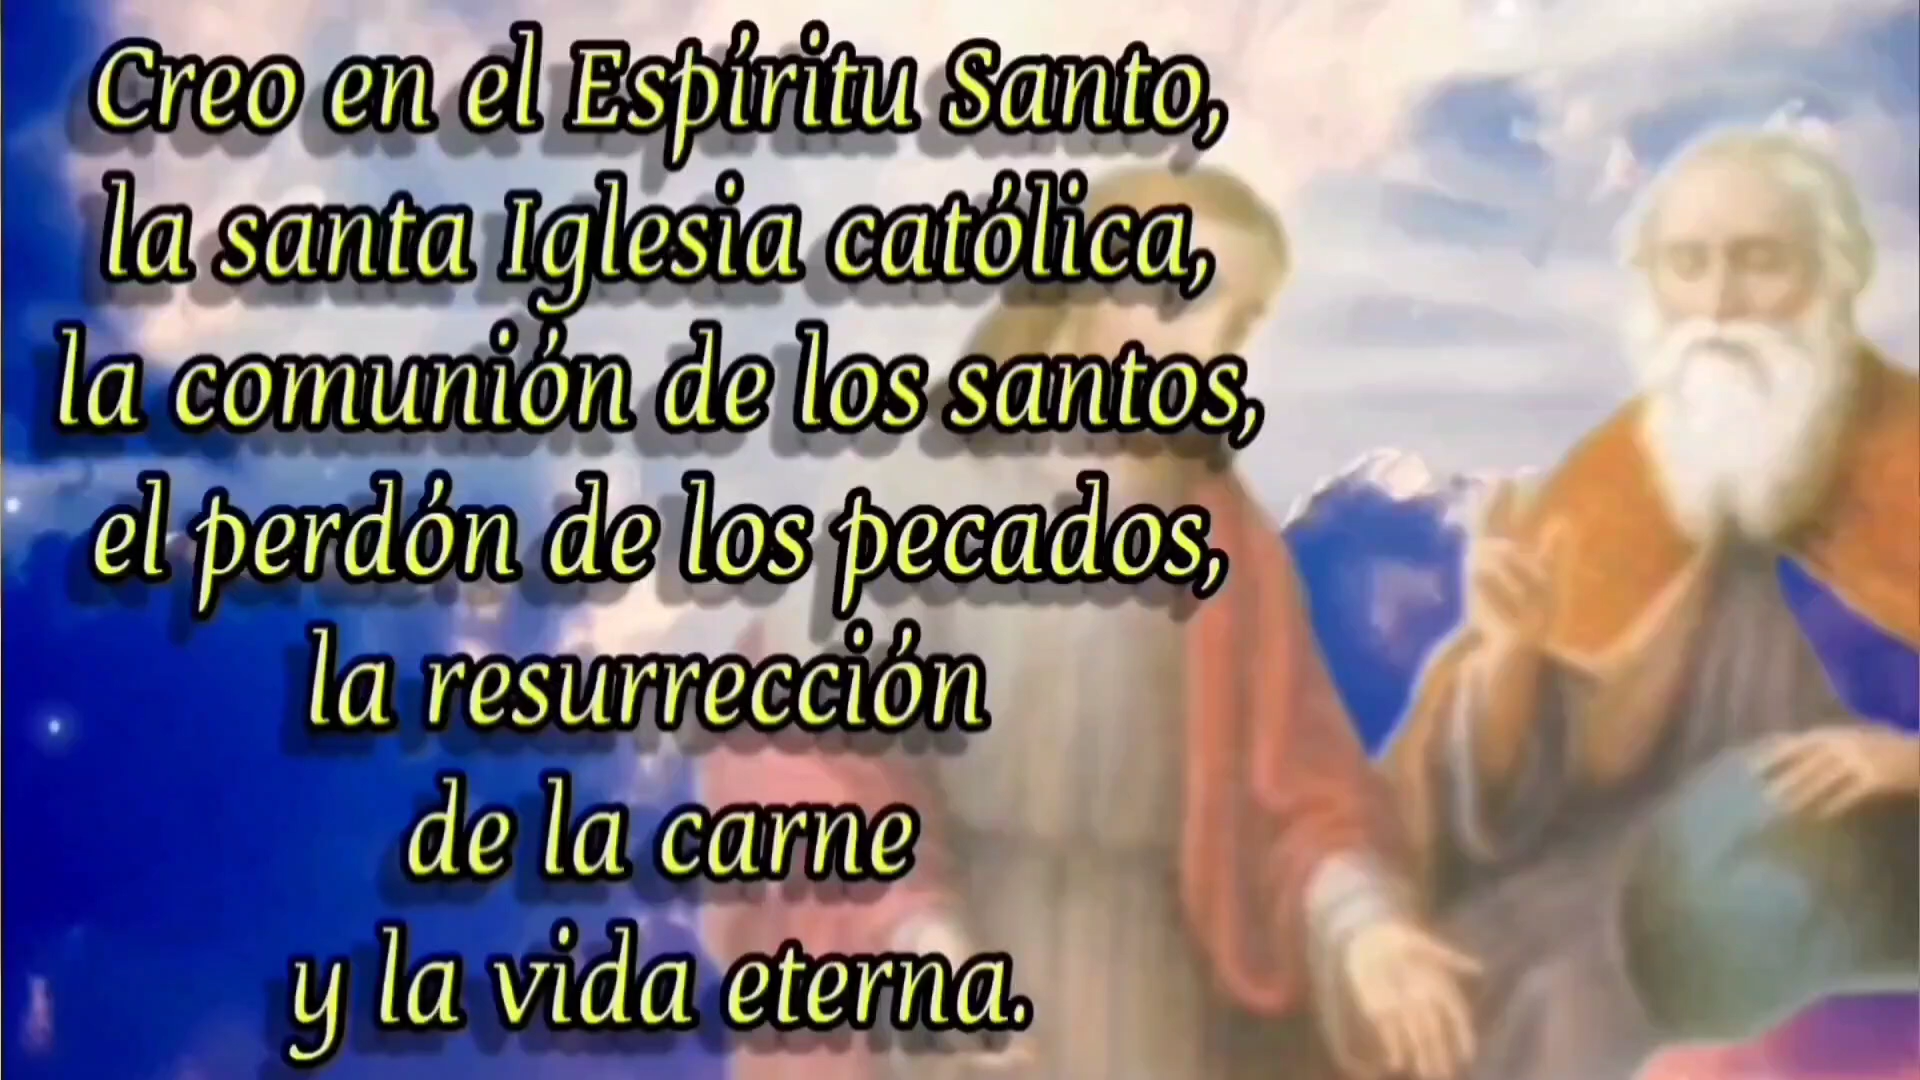 Creo en el Espíritu Santo,
la santa Iglesia católica,
la comunión de los santos,
el perdón de los pecados,
la resurrección
de la carne
y la vida eterna.